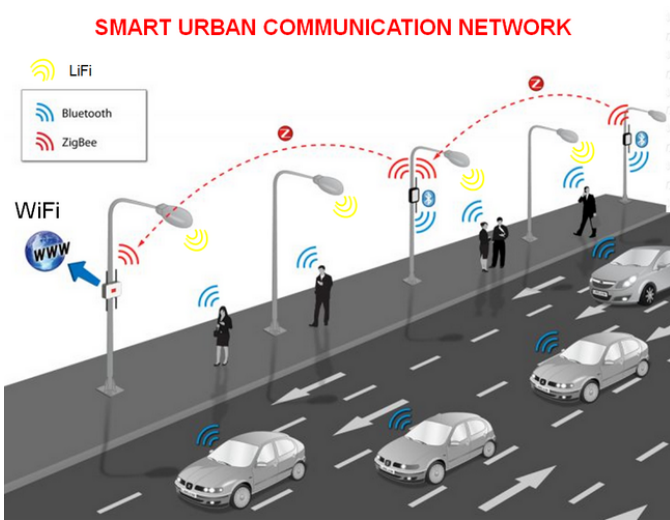 SMART URBAN COMMUNICATION NETWORK
LiFi
Bluetooth
ZigBee
Z
Z
WiFi
WWW